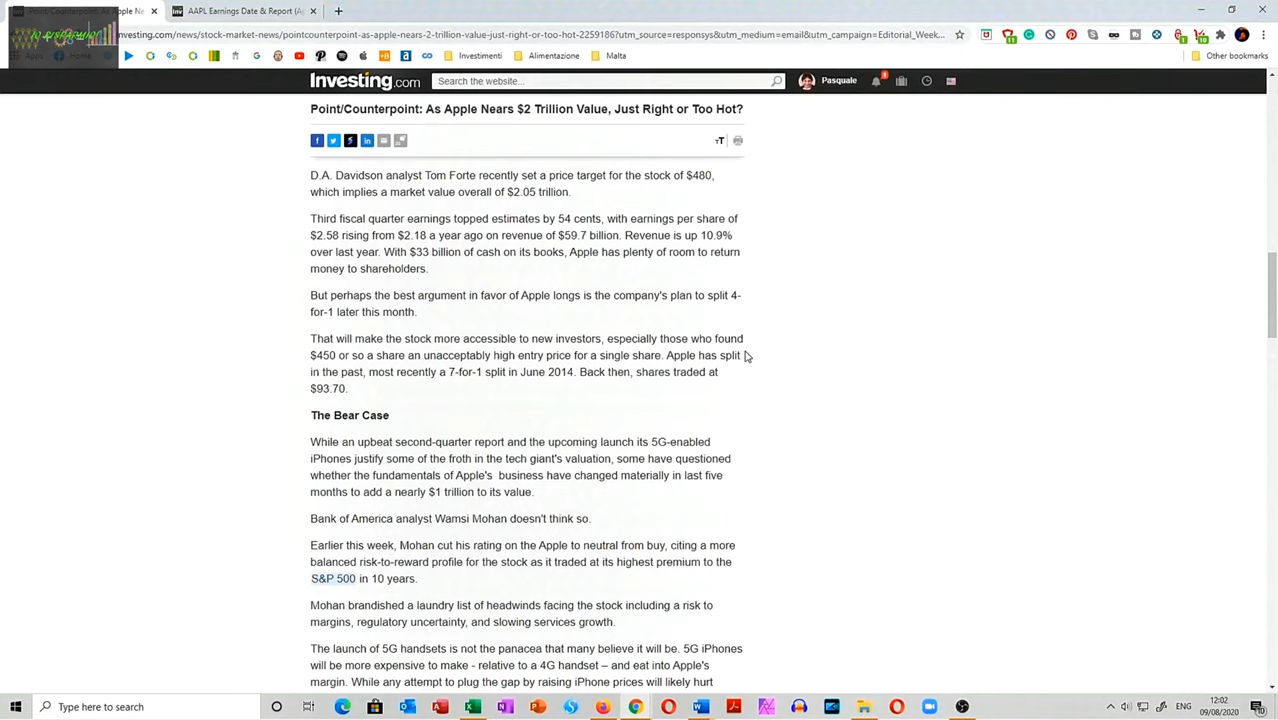 Point/Counterpoint: As Apple Ne
AAPL Earnings Date & Report (A
nvesting.com/news/stock-market-news/pointcounterpoint-as-apple-nears-2-trillion-value-just-right-or-too-hot-2259186?utm_source=responsys&utm_medium=email&utm_campaign=Editorial_Week...
Apps
Home
Investimenti
Alimentazione
Malta
Other bookmarks
Investing.com
Search the website...
Pasquale
Point/Counterpoint: As Apple Nears $2 Trillion Value, Just Right or Too Hot?
D.A. Davidson analyst Tom Forte recently set a price target for the stock of $480,
which implies a market value overall of $2.05 trillion.
Third fiscal quarter earnings topped estimates by 54 cents, with earnings per share of
$2.58 rising from $2.18 a year ago on revenue of $59.7 billion. Revenue is up 10.9%
over last year. With $33 billion of cash on its books, Apple has plenty of room to return
money to shareholders.
But perhaps the best argument in favor of Apple longs is the company's plan to split 4-
for-1 later this month.
That will make the stock more accessible to new investors, especially those who found
$450 or so a share an unacceptably high entry price for a single share. Apple has split
in the past, most recently a 7-for-1 split in June 2014. Back then, shares traded at
$93.70.
The Bear Case
While an upbeat second-quarter report and the upcoming launch its 5G-enabled
iPhones justify some of the froth in the tech giant's valuation, some have questioned
whether the fundamentals of Apple's business have changed materially in last five
months to add a nearly $1 trillion to its value.
Bank of America analyst Wamsi Mohan doesn't think so.
Earlier this week, Mohan cut his rating on the Apple to neutral from buy, citing a more
balanced risk-to-reward profile for the stock as it traded at its highest premium to the
S&P 500 in 10 years.
Mohan brandished a laundry list of headwinds facing the stock including a risk to
margins, regulatory uncertainty, and slowing services growth.
The launch of 5G handsets is not the panacea that many believe it will be. 5G iPhones
will be more expensive to make - relative to a 4G handset – and eat into Apple's
margin. While any attempt to plug the gap by raising iPhone prices will likely hurt
Type here to search
12:02
09/08/2020